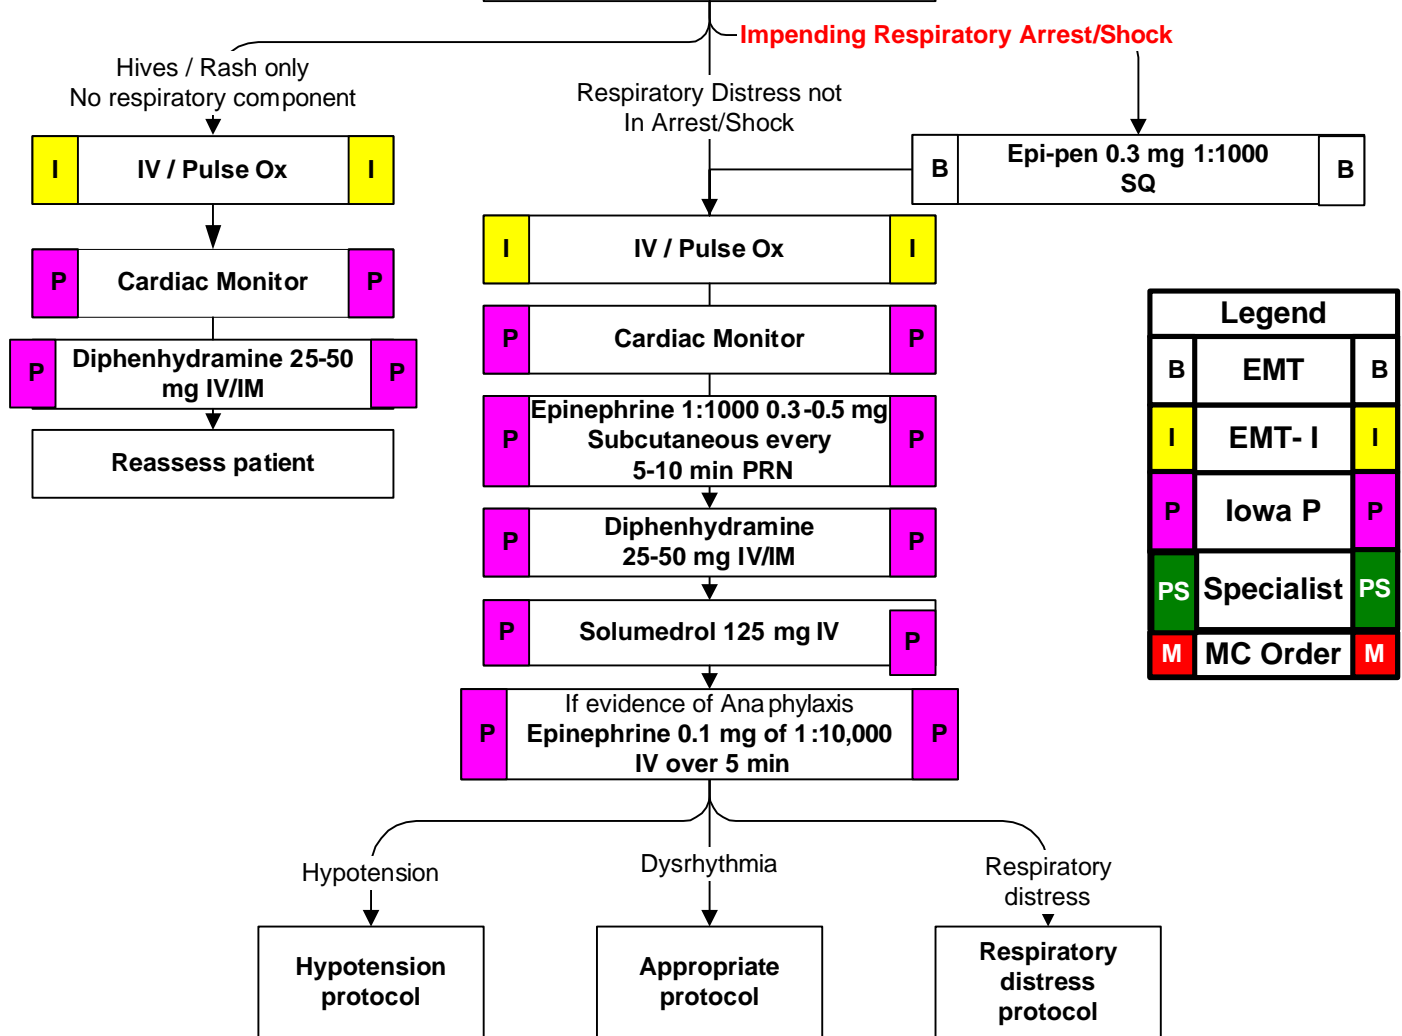 Impending Respiratory Arrest/Shock
Hives / Rash only
No respiratory component
Respiratory Distress not
In Arrest/Shock
B
Epi-pen 0.3 mg 1:1000
SQ
B
I
IV / Pulse Ox
I
P
Cardiac Monitor
P
P
Diphenhydramine 25-50
mg IV/IM
P
Reassess patient
I
IV / Pulse Ox
I
P
Cardiac Monitor
P
P
Epinephrine 1:1000 0.3-0.5 mg
Subcutaneous every
5-10 min PRN
P
P
Diphenhydramine
25-50 mg IV/IM
P
P
Solumedrol 125 mg IV
P
P
If evidence of Anaphylaxis
Epinephrine 0.1 mg of 1:10,000
IV over 5 min
P
Hypotension
Dysrhythmia
Respiratory
distress
Hypotension
protocol
Appropriate
protocol
Respiratory
distress
protocol
Legend
B
EMT
B
I
EMT- I
I
P
Iowa P
P
PS
Specialist
PS
M
MC Order
M